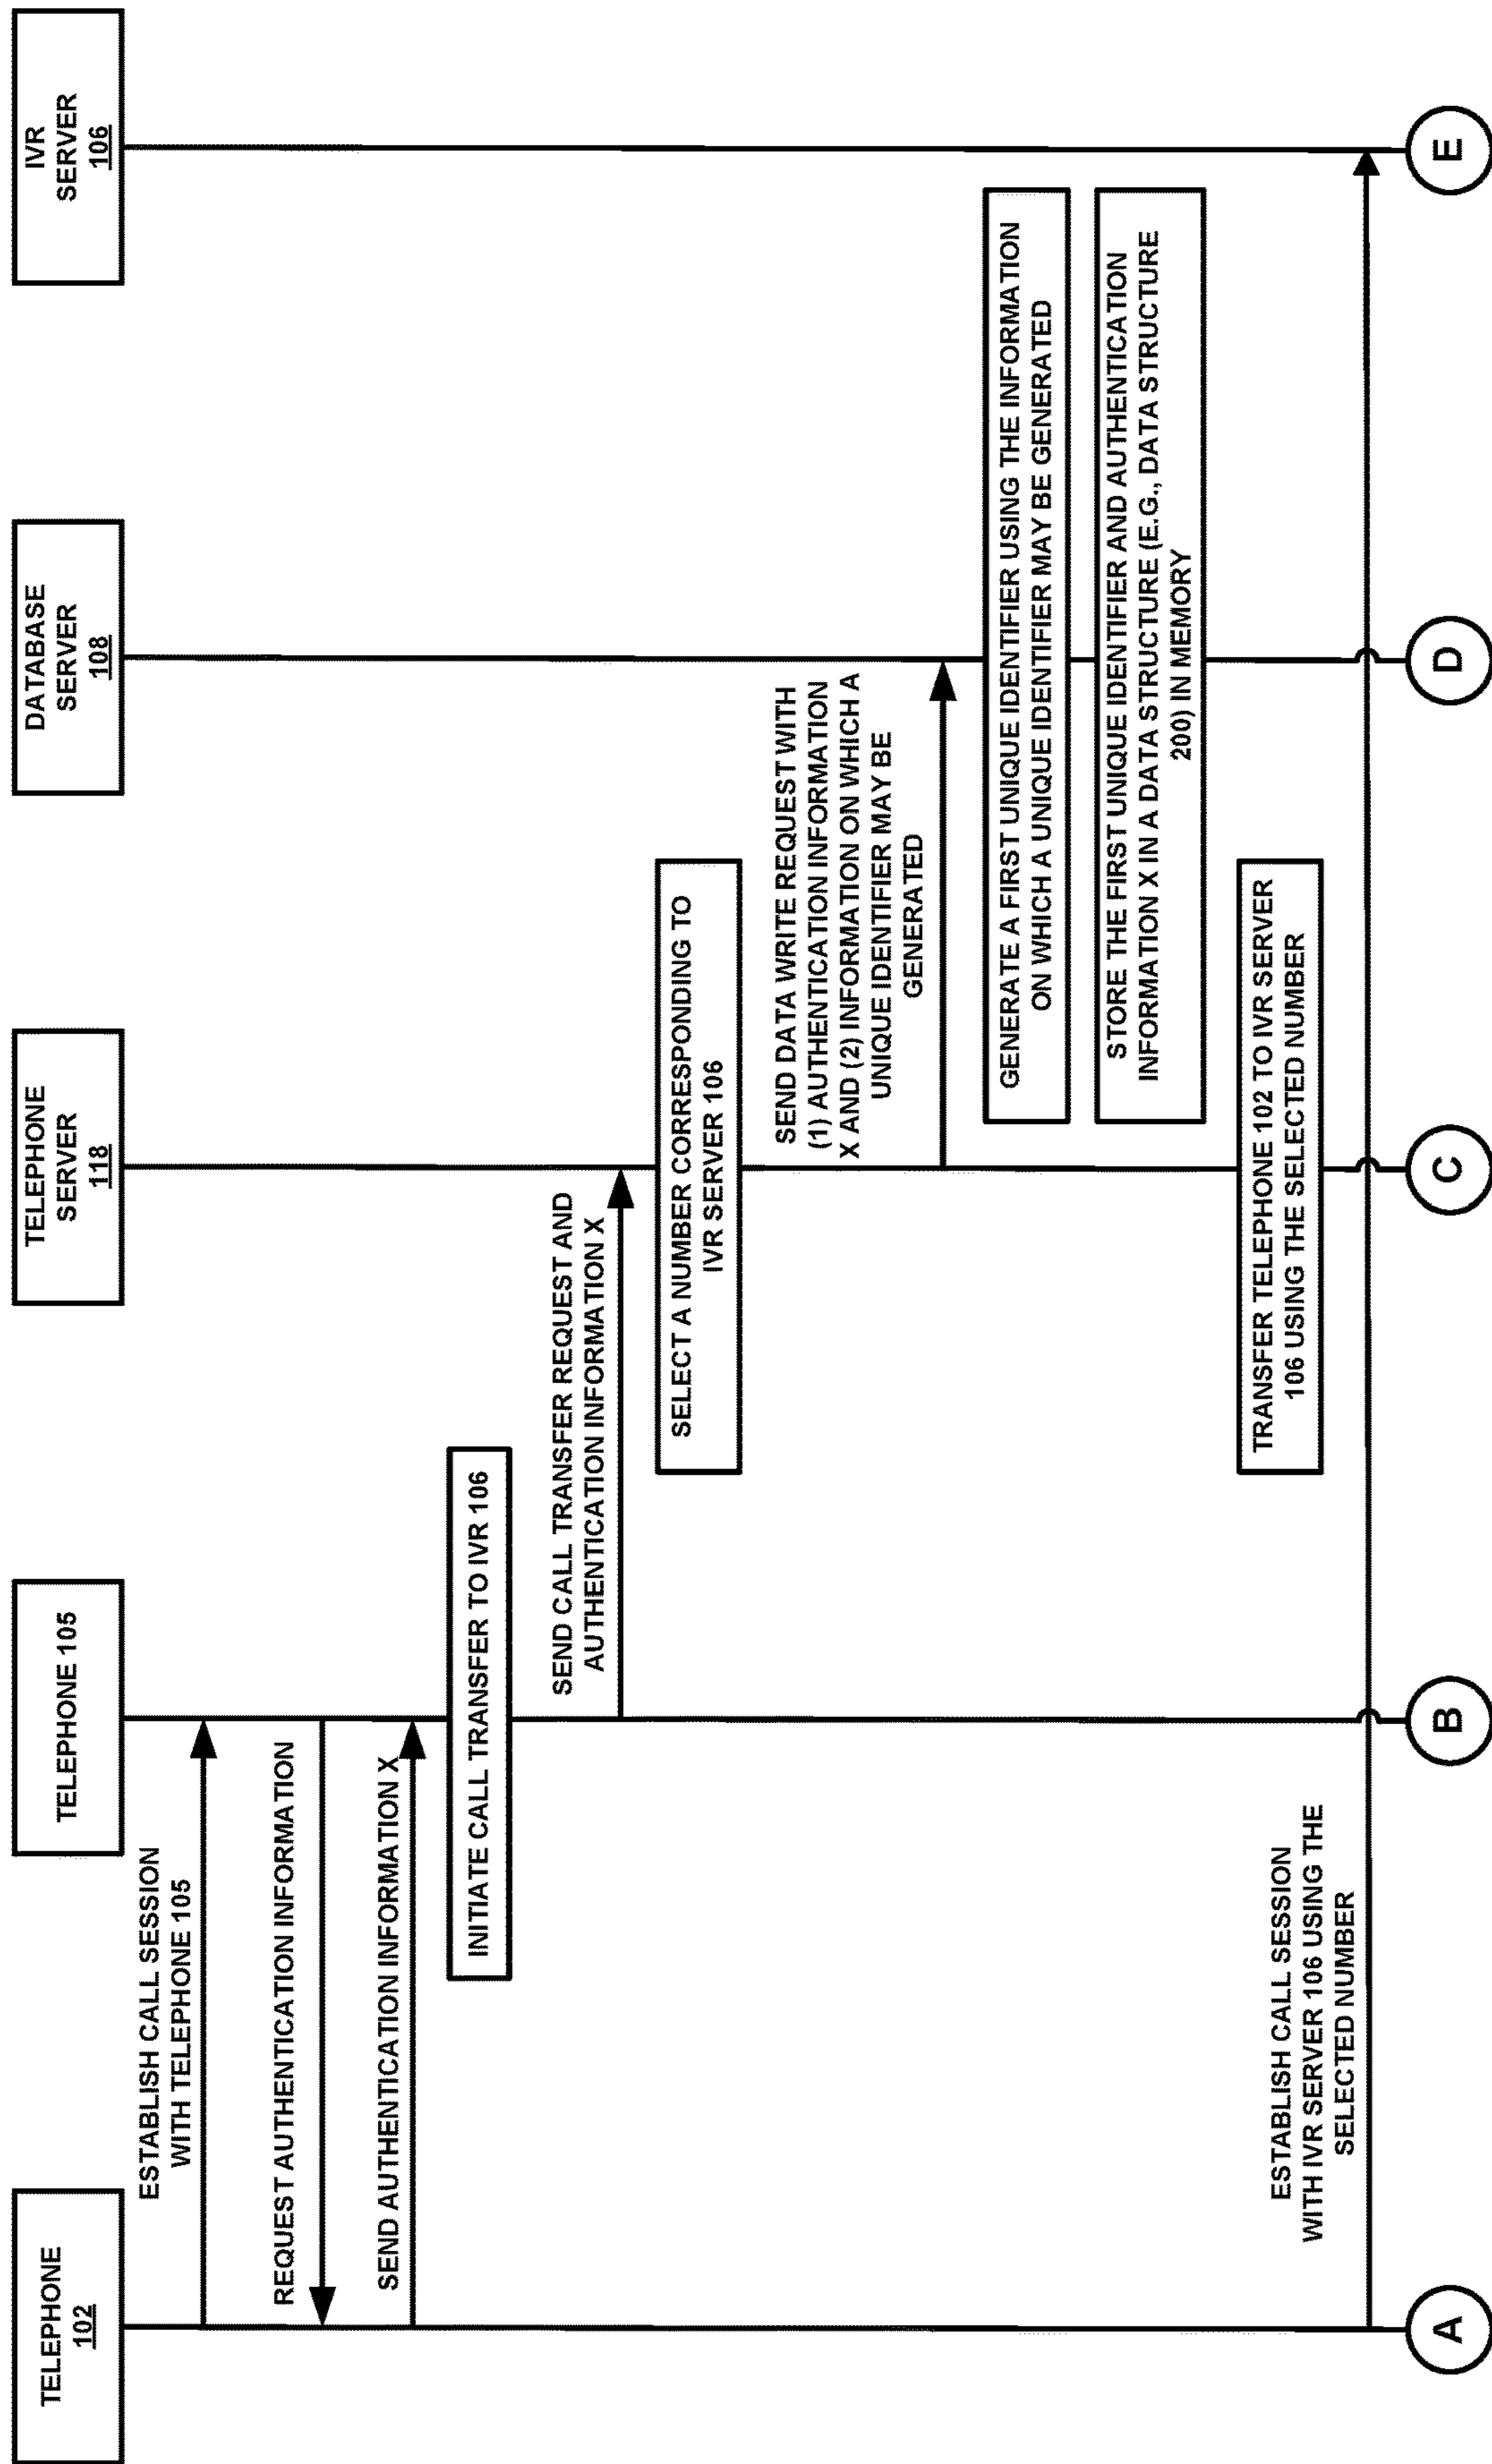 TELEPHONE
102
TELEPHONE 105
TELEPHONE
SERVER
118
DATABASE
SERVER
108
IVR
SERVER
106
ESTABLISH CALL SESSION
WITH TELEPHONE 105
REQUEST AUTHENTICATION INFORMATION
SEND AUTHENTICATION INFORMATION X
INITIATE CALL TRANSFER TO IVR 106
SEND CALL TRANSFER REQUEST AND
AUTHENTICATION INFORMATION X
SELECT A NUMBER CORRESPONDING TO
IVR SERVER 106
SEND DATA WRITE REQUEST WITH
(1) AUTHENTICATION INFORMATION
X AND (2) INFORMATION ON WHICH A
UNIQUE IDENTIFIER MAY BE
GENERATED
GENERATE A FIRST UNIQUE IDENTIFIER USING THE INFORMATION
ON WHICH A UNIQUE IDENTIFIER MAY BE GENERATED
STORE THE FIRST UNIQUE IDENTIFIER AND AUTHENTICATION
INFORMATION X IN A DATA STRUCTURE (E.G., DATA STRUCTURE
200) IN MEMORY
TRANSFER TELEPHONE 102 TO IVR SERVER
106 USING THE SELECTED NUMBER
ESTABLISH CALL SESSION
WITH IVR SERVER 106 USING THE
SELECTED NUMBER
A
B
C
D
E